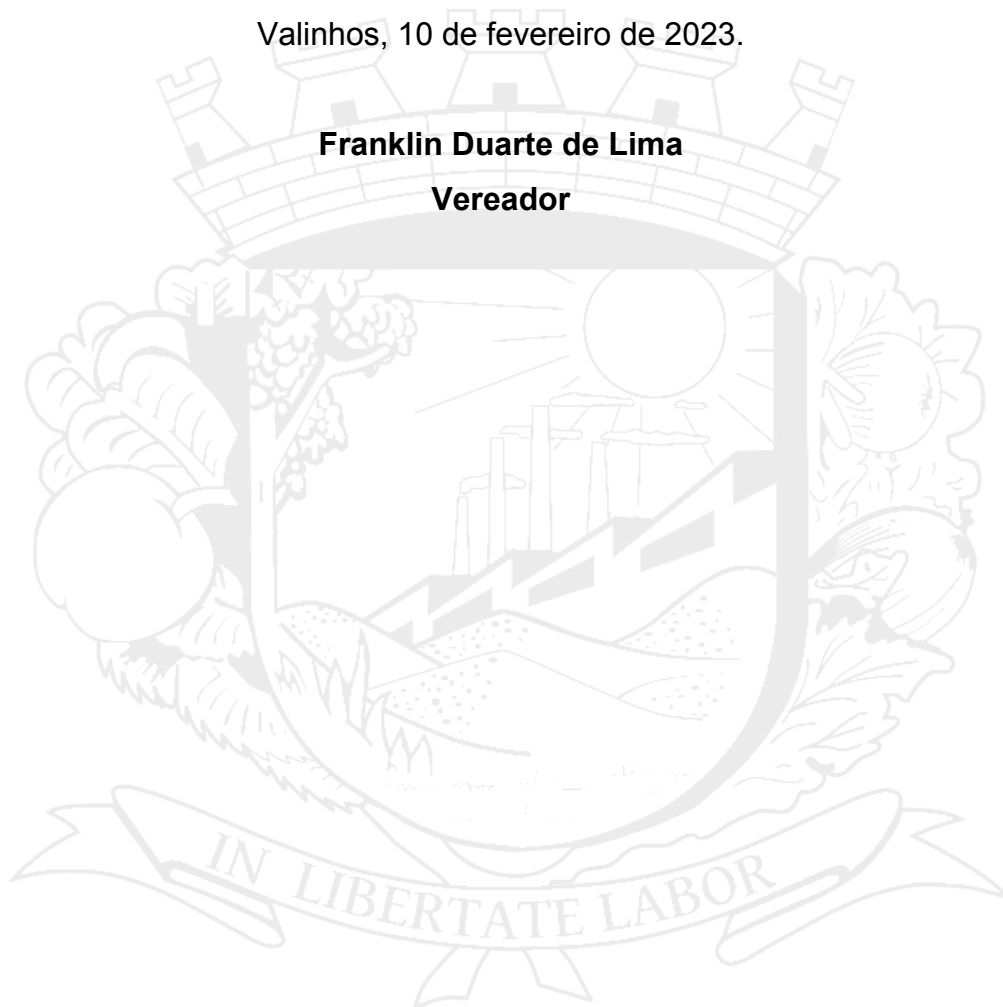 Valinhos, 10 de fevereiro de 2023.
Franklin Duarte de Lima
Vereador
IN LIBERTATE LABOR